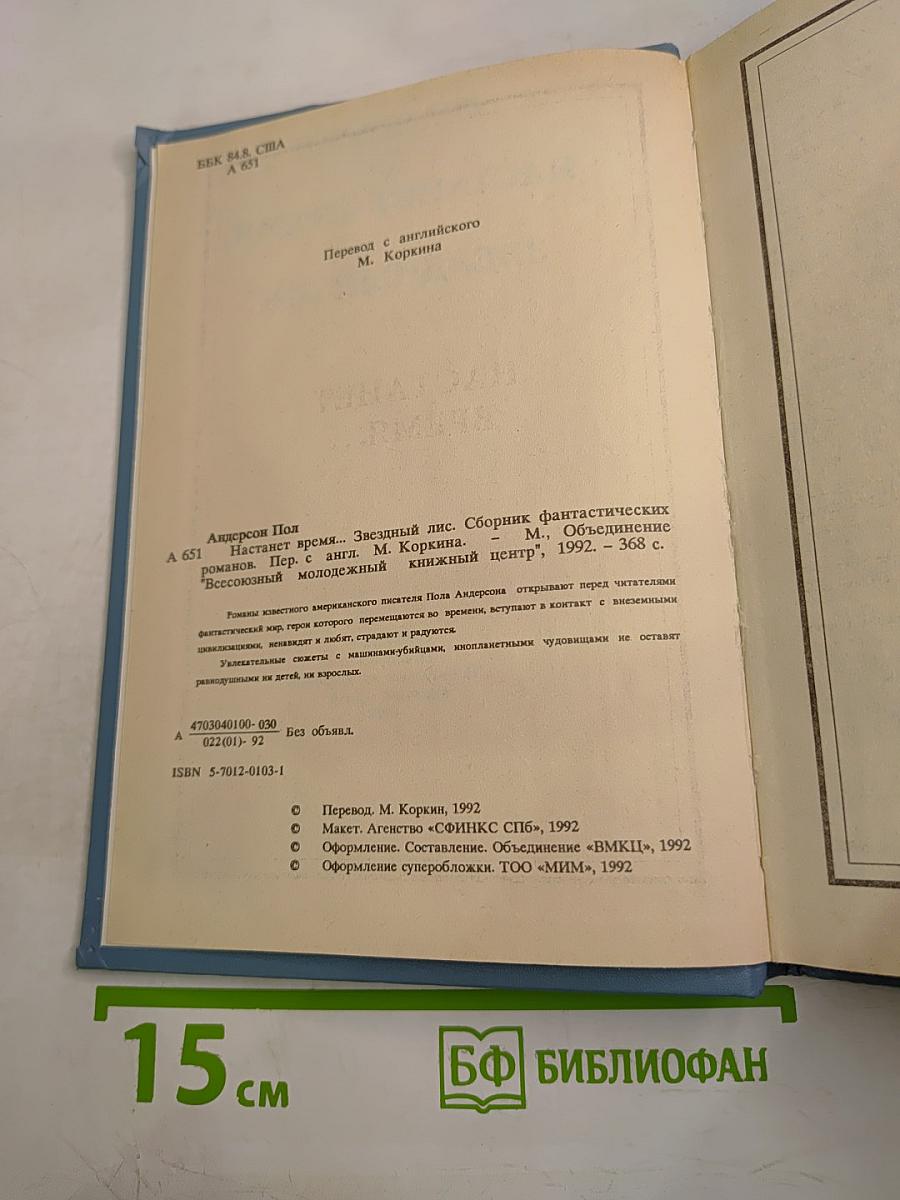 ББК 84.8. США
А 651
Перевод с английского
М. Коркина
Андерсон Пол
А 651 Настанет время... Звездный лис. Сборник фантастических
романов. Пер. с англ. М. Коркина. – М., Объединение
"Всесоюзный молодежный книжный центр", 1992. – 368 с.
Романы известного американского писателя Пола Андерсона открывают перед читателями
фантастический мир, герои которого перемещаются во времени, вступают в контакт с внеземными
цивилизациями, ненавидят и любят, страдают и радуются.
Увлекательные сюжеты с машинами-убийцами, инопланетными чудовищами не оставят
равнодушными ни детей, ни взрослых.
А 4703040100-030 Без объявл.
022(01)-92
ISBN 5-7012-0103-1
© Перевод. М. Коркин, 1992
© Макет. Агенство «СФИНКС СПб», 1992
© Оформление. Составление. Объединение «ВМКЦ», 1992
© Оформление суперобложки. ТОО «МИМ», 1992
15 см
БФ БИБЛИОФАН